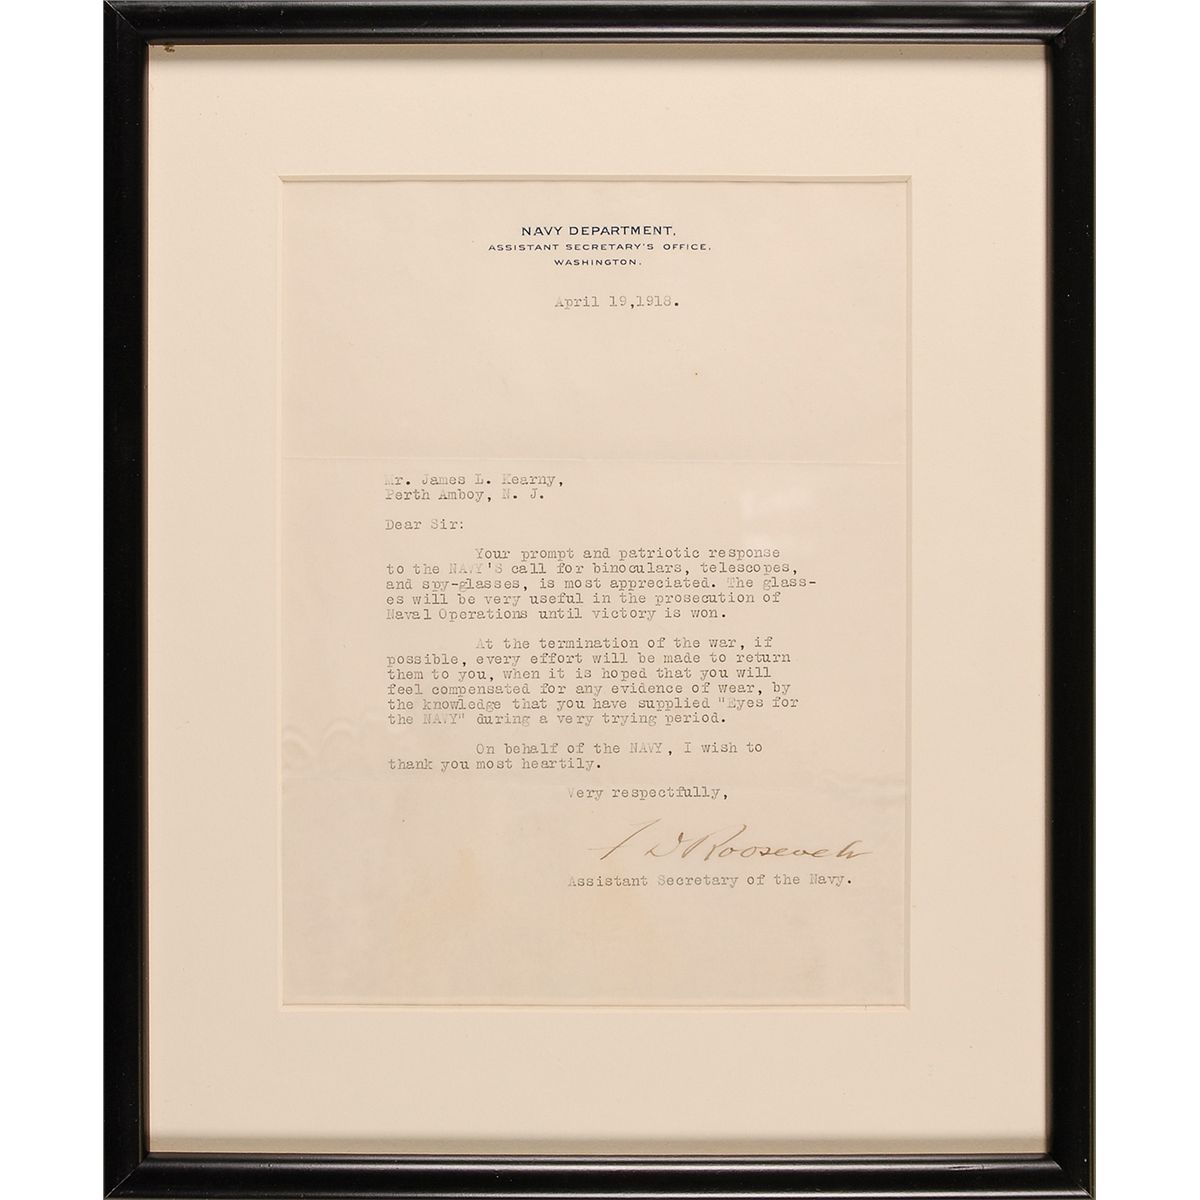 NAVY DEPARTMENT,
ASSISTANT SECRETARY'S OFFICE,
WASHINGTON.
April 19,1918.
Mr. James L. Kearny,
Perth Amboy, N. J.
Dear Sir:
Your prompt and patriotic response
to the NAVY'S call for binoculars, telescopes,
and spy-glasses, is most appreciated. The glass-
es will be very useful in the prosecution of
Naval Operations until victory is won.
At the termination of the war, if
possible, every effort will be made to return
them to you, when it is hoped that you will
feel compensated for any evidence of wear, by
the knowledge that you have supplied "Eyes for
the NAVY" during a very trying period.
On behalf of the NAVY, I wish to
thank you most heartily.
Very respectfully,
F D Roosevelt
Assistant Secretary of the Navy.